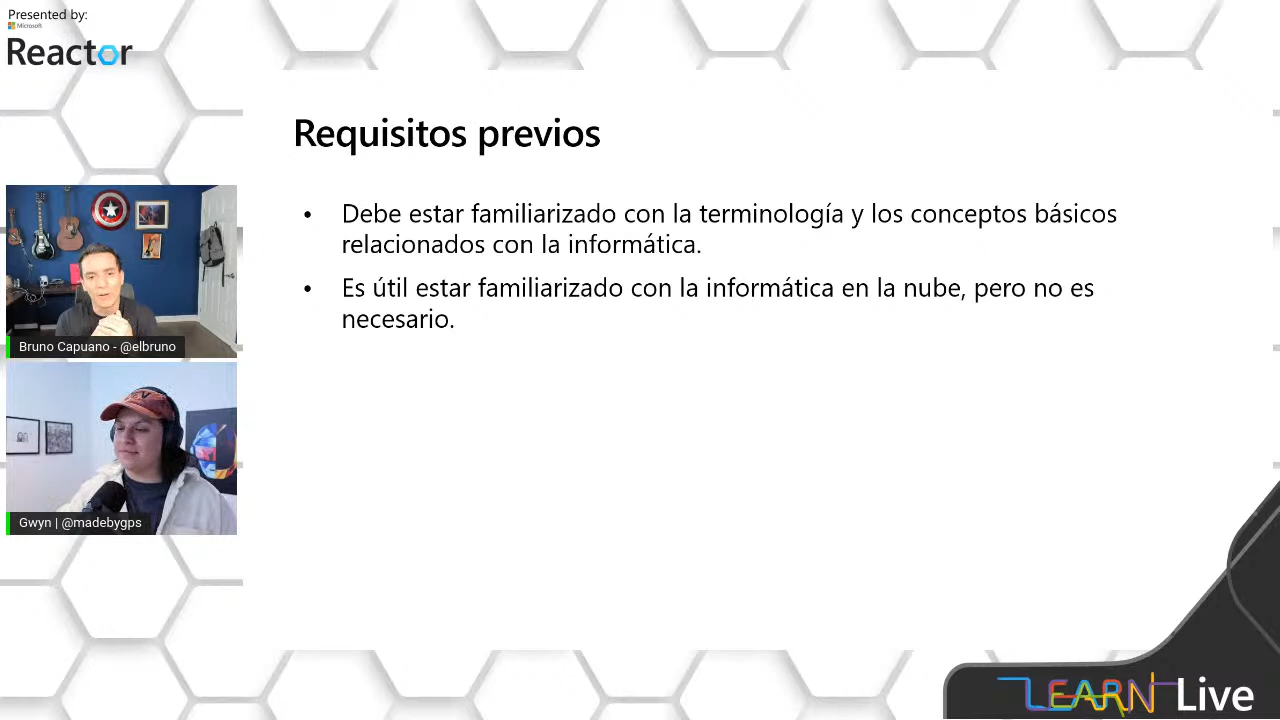 Presented by:
Microsoft
Reactor
Requisitos previos
• Debe estar familiarizado con la terminología y los conceptos básicos
relacionados con la informática.
• Es útil estar familiarizado con la informática en la nube, pero no es
necesario.
Bruno Capuano - @elbruno
Gwyn | @madebygps
LEARN Live